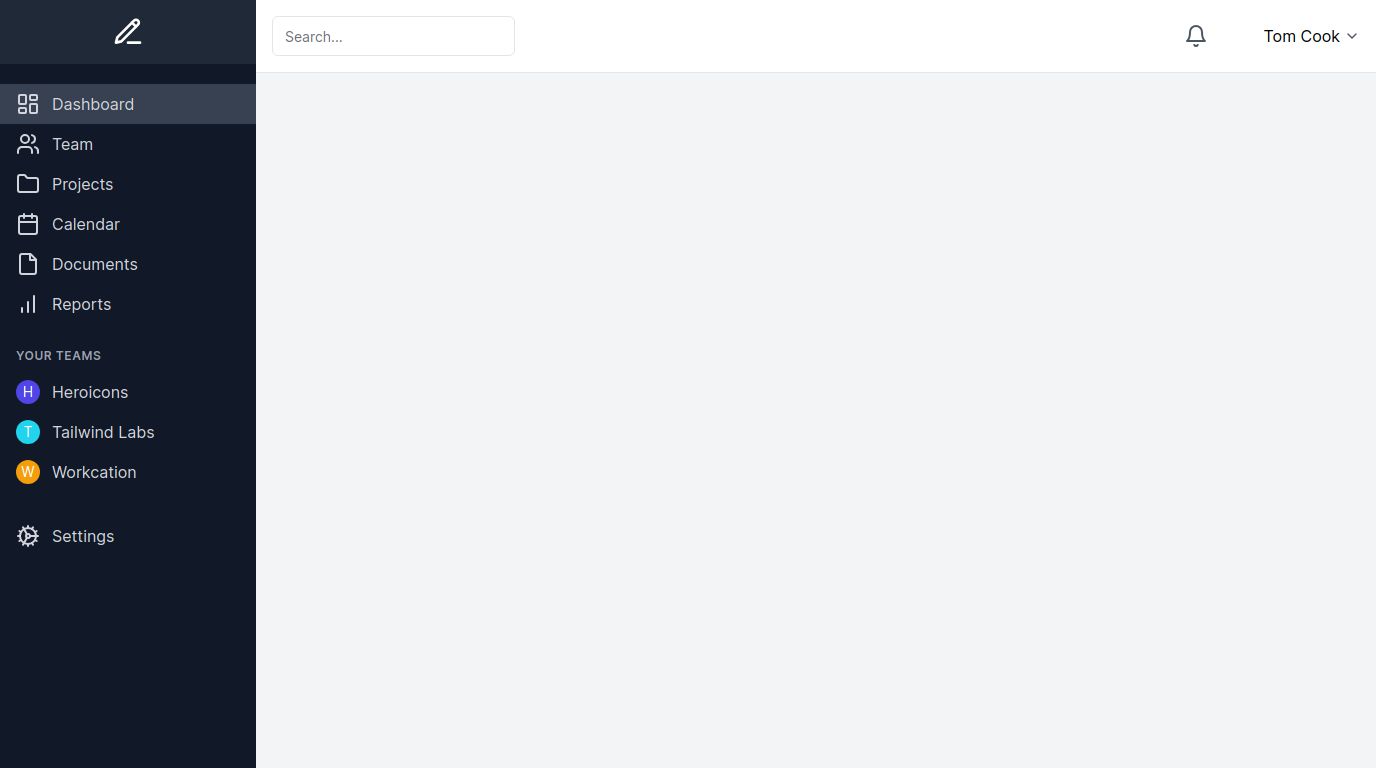 Search...
Tom Cook
Dashboard
Team
Projects
Calendar
Documents
Reports
YOUR TEAMS
H Heroicons
T Tailwind Labs
W Workcation
Settings